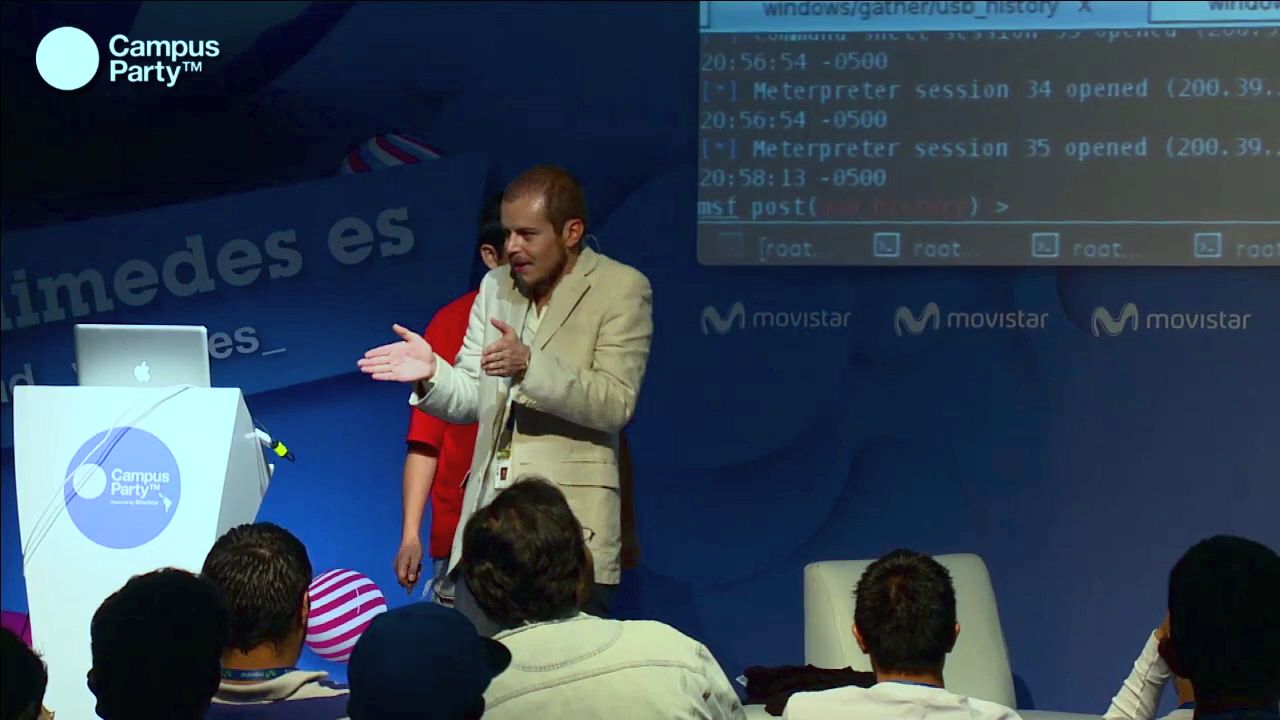 Campus
Party™
windows/gather/usb_history X
20:56:54 -0500
[*] Meterpreter session 34 opened (200.39.
20:56:54 -0500
[*] Meterpreter session 35 opened (200.39.
20:58:13 -0500
msf post(usb_history) >
[root... root... root... root
imedes es
es_
movistar movistar movistar
Campus
Party™